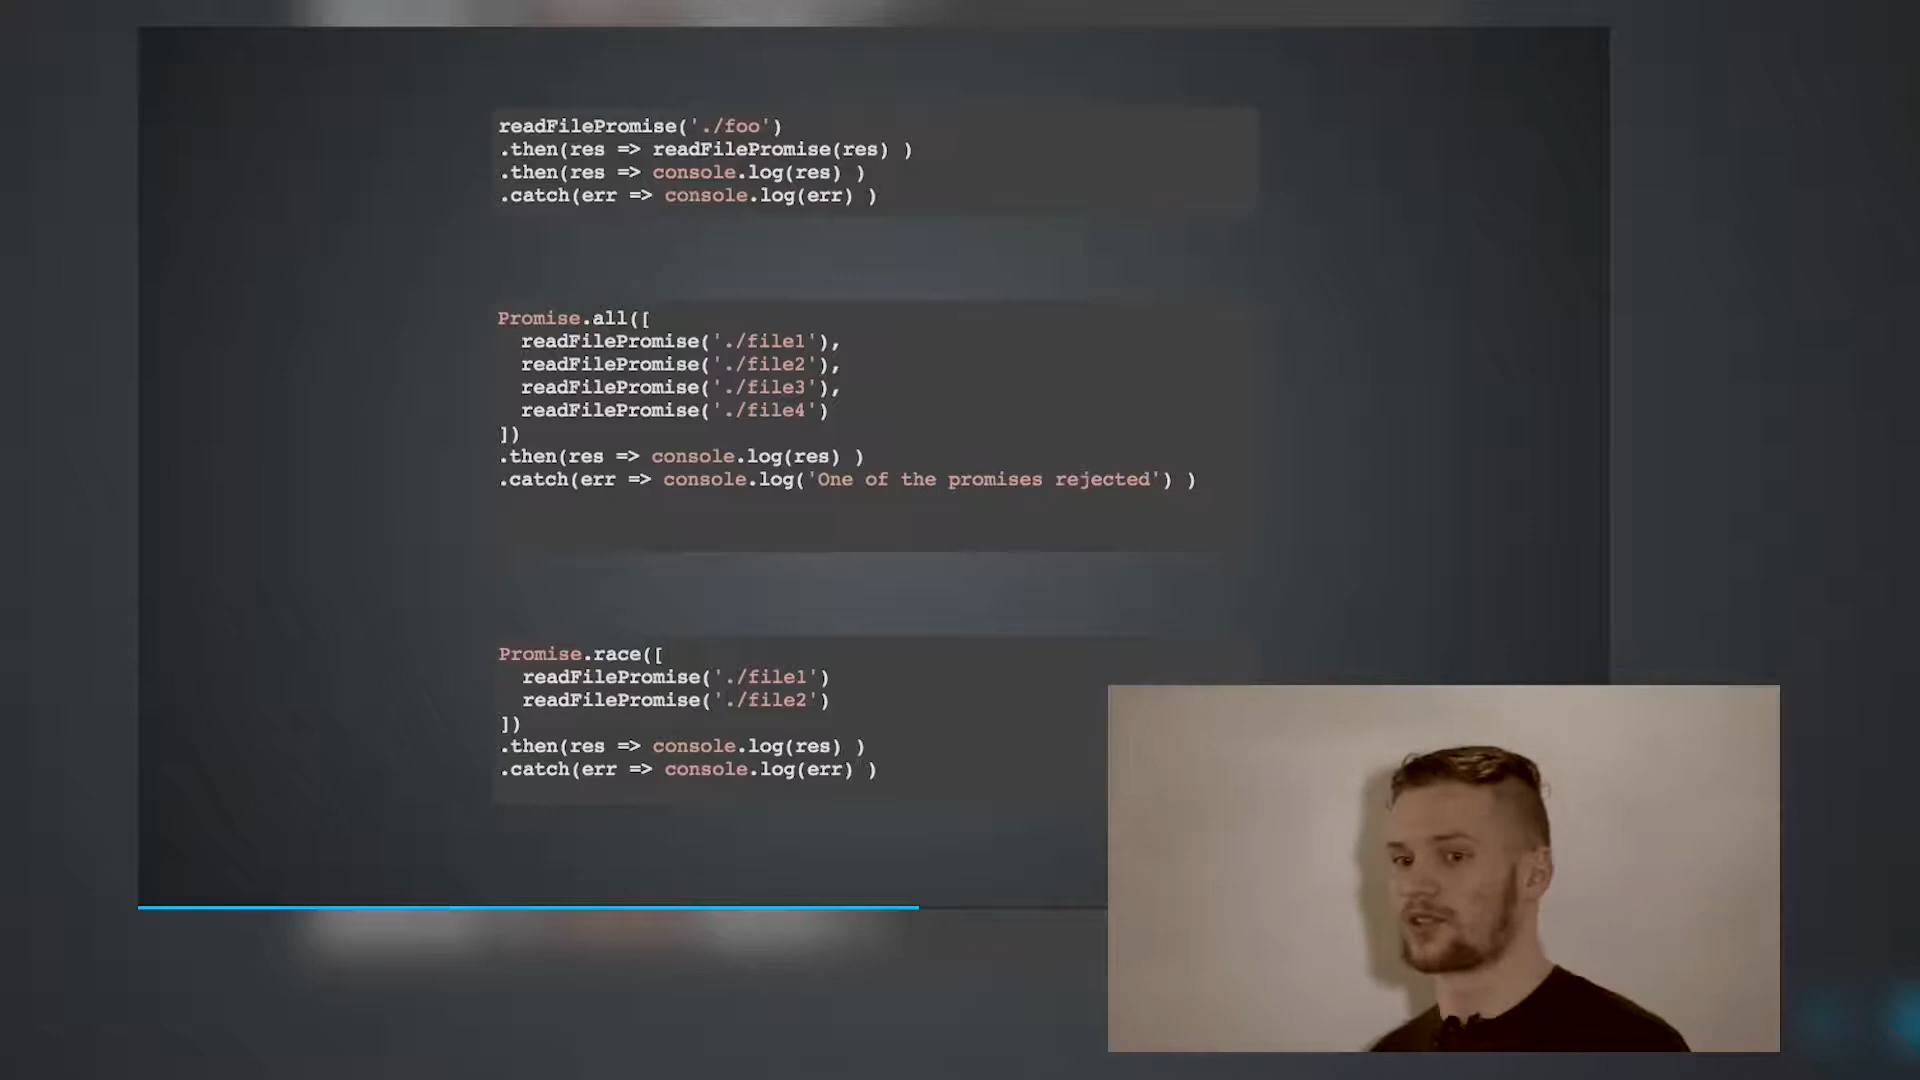 readFilePromise('./foo')
.then(res => readFilePromise(res) )
.then(res => console.log(res) )
.catch(err => console.log(err) )
Promise.all([
  readFilePromise('./file1'),
  readFilePromise('./file2'),
  readFilePromise('./file3'),
  readFilePromise('./file4')
])
.then(res => console.log(res) )
.catch(err => console.log('One of the promises rejected') )
Promise.race([
  readFilePromise('./file1')
  readFilePromise('./file2')
])
.then(res => console.log(res) )
.catch(err => console.log(err) )